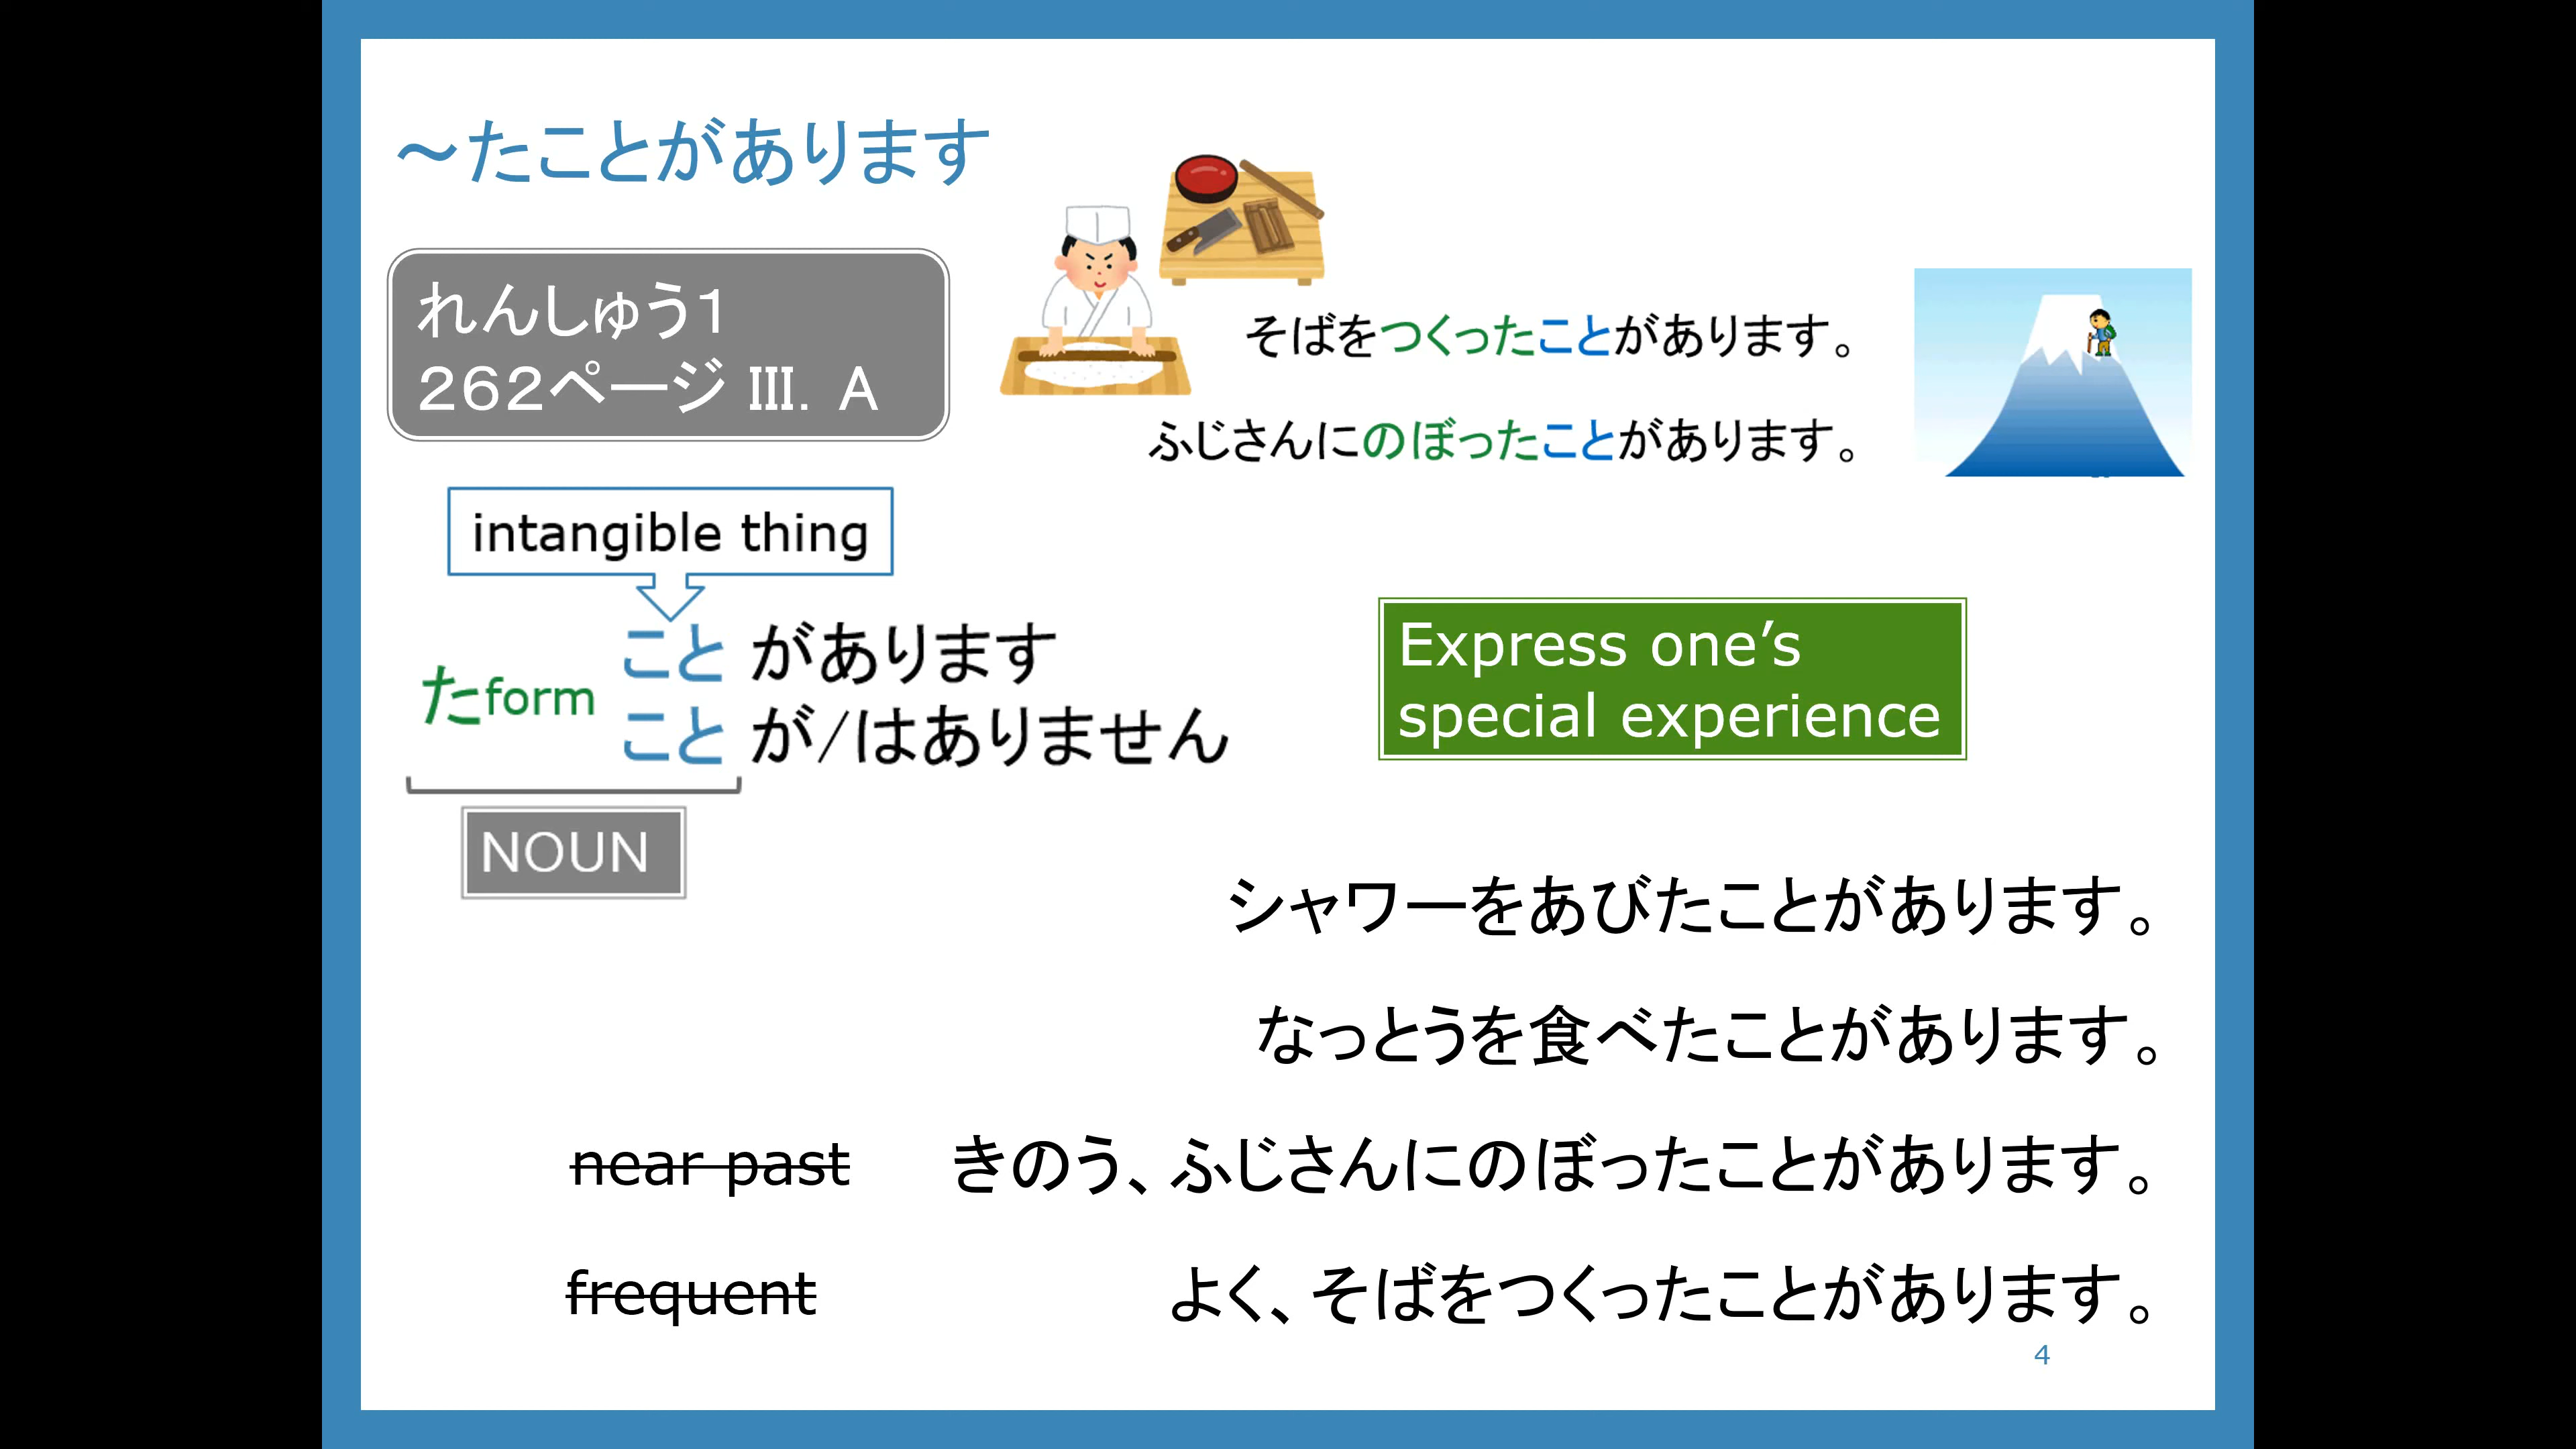 ～たことがあります
れんしゅう１
２６２ページ Ⅲ．A
そばをつくったことがあります。
ふじさんにのぼったことがあります。
intangible thing
たform
こと があります
こと が/はありません
NOUN
Express one’s
special experience
シャワーをあびたことがあります。
なっとうを食べたことがあります。
near past きのう、ふじさんにのぼったことがあります。
frequent よく、そばをつくったことがあります。
4